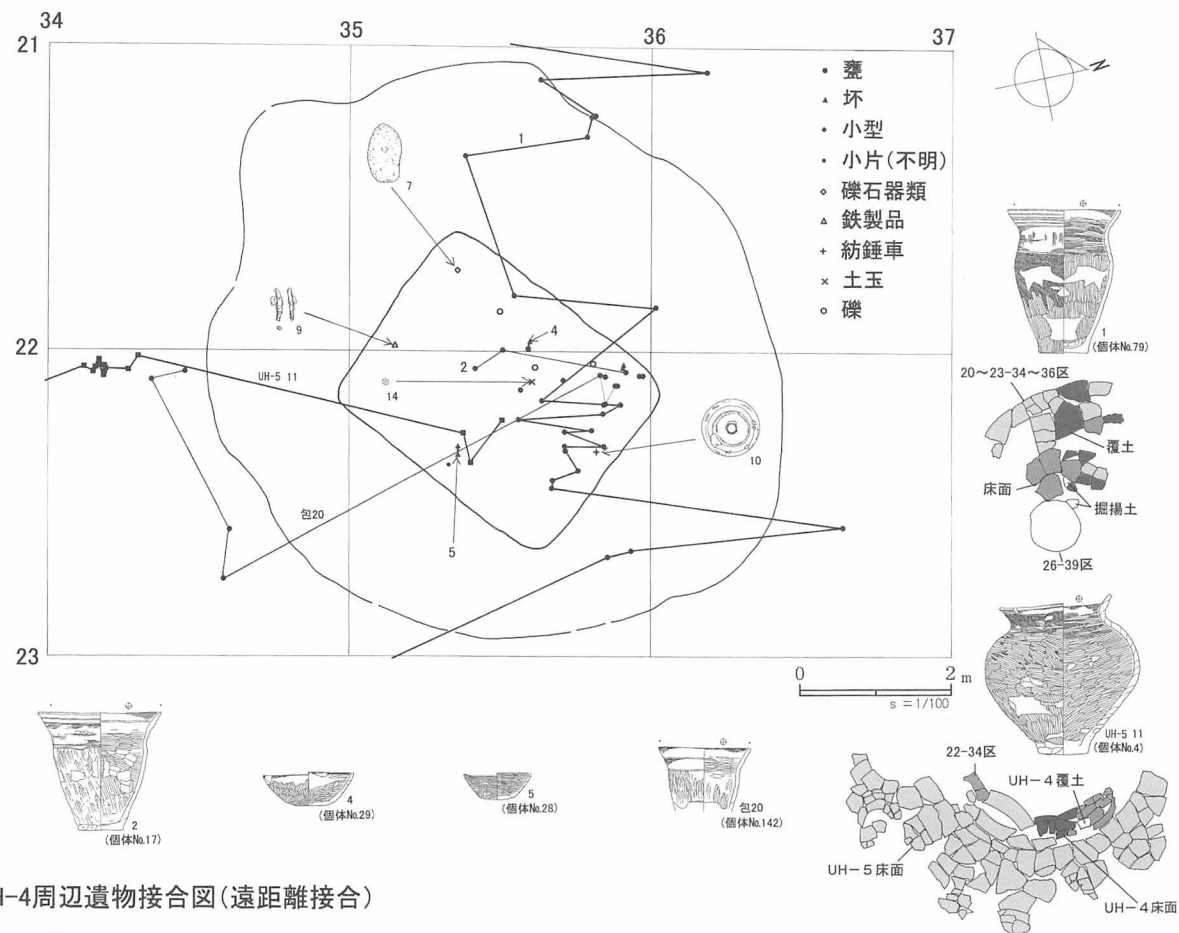 34
35
36
37
21
22
23
N
甕
坏
小型
小片(不明)
礫石器類
鉄製品
紡錘車
土玉
礫
1
7
9
4
2
UH-5 11
14
10
5
包20
0 2 m
s =1/100
1
(個体No.79)
20～23-34～36区
覆土
床面
掘揚土
26-39区
UH-5 11
(個体No.4)
22-34区
UH-4覆土
UH-5床面
UH-4床面
2
(個体No.17)
4
(個体No.29)
5
(個体No.28)
包20
(個体No.142)
H-4周辺遺物接合図(遠距離接合)